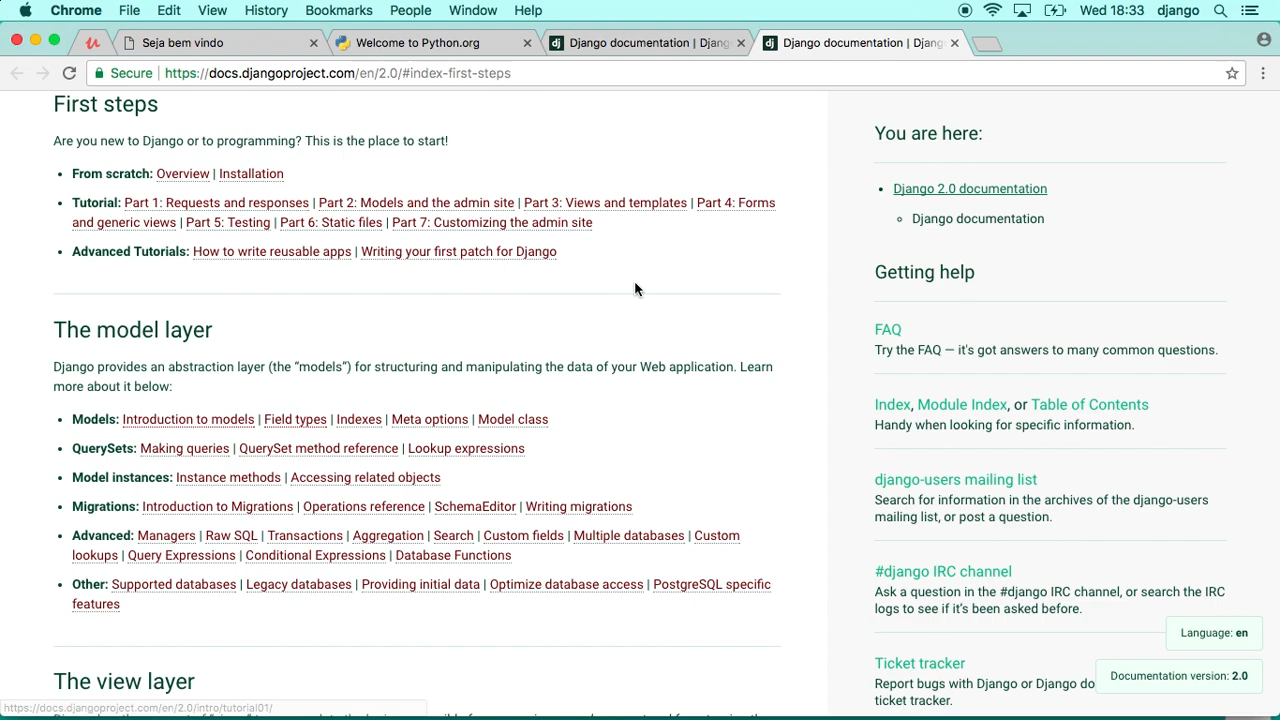 Chrome File Edit View History Bookmarks People Window Help Wed 18:33 django
Seja bem vindo
Welcome to Python.org
Django documentation | Djang
Django documentation | Djang
Secure https://docs.djangoproject.com/en/2.0/#index-first-steps
First steps
Are you new to Django or to programming? This is the place to start!
• From scratch: Overview | Installation
• Tutorial: Part 1: Requests and responses | Part 2: Models and the admin site | Part 3: Views and templates | Part 4: Forms
and generic views | Part 5: Testing | Part 6: Static files | Part 7: Customizing the admin site
• Advanced Tutorials: How to write reusable apps | Writing your first patch for Django
The model layer
Django provides an abstraction layer (the “models”) for structuring and manipulating the data of your Web application. Learn
more about it below:
• Models: Introduction to models | Field types | Indexes | Meta options | Model class
• QuerySets: Making queries | QuerySet method reference | Lookup expressions
• Model instances: Instance methods | Accessing related objects
• Migrations: Introduction to Migrations | Operations reference | SchemaEditor | Writing migrations
• Advanced: Managers | Raw SQL | Transactions | Aggregation | Search | Custom fields | Multiple databases | Custom
lookups | Query Expressions | Conditional Expressions | Database Functions
• Other: Supported databases | Legacy databases | Providing initial data | Optimize database access | PostgreSQL specific
features
The view layer
https://docs.djangoproject.com/en/2.0/intro/tutorial01/
You are here:
• Django 2.0 documentation
Django documentation
Getting help
FAQ
Try the FAQ — it's got answers to many common questions.
Index, Module Index, or Table of Contents
Handy when looking for specific information.
django-users mailing list
Search for information in the archives of the django-users
mailing list, or post a question.
#django IRC channel
Ask a question in the #django IRC channel, or search the IRC
logs to see if it’s been asked before.
Language: en
Ticket tracker
Report bugs with Django or Django do
ticket tracker.
Documentation version: 2.0